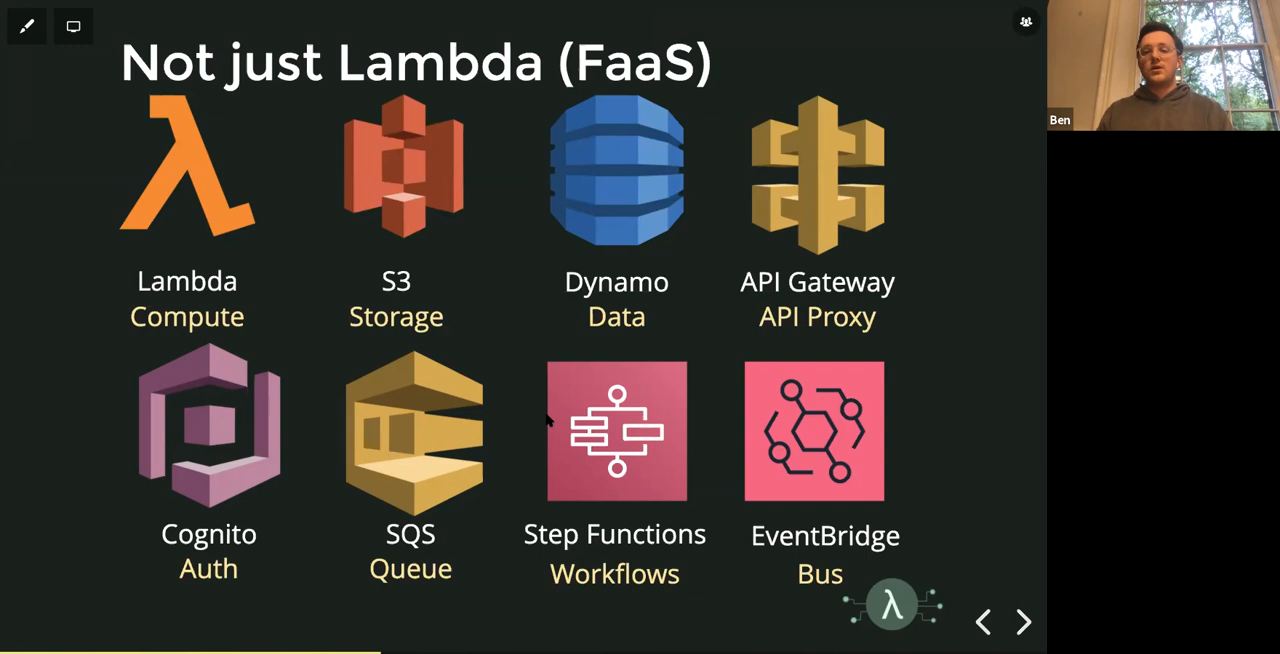 Not just Lambda (FaaS)
Ben
Lambda
Compute
S3
Storage
Dynamo
Data
API Gateway
API Proxy
Cognito
Auth
SQS
Queue
Step Functions
Workflows
EventBridge
Bus
λ